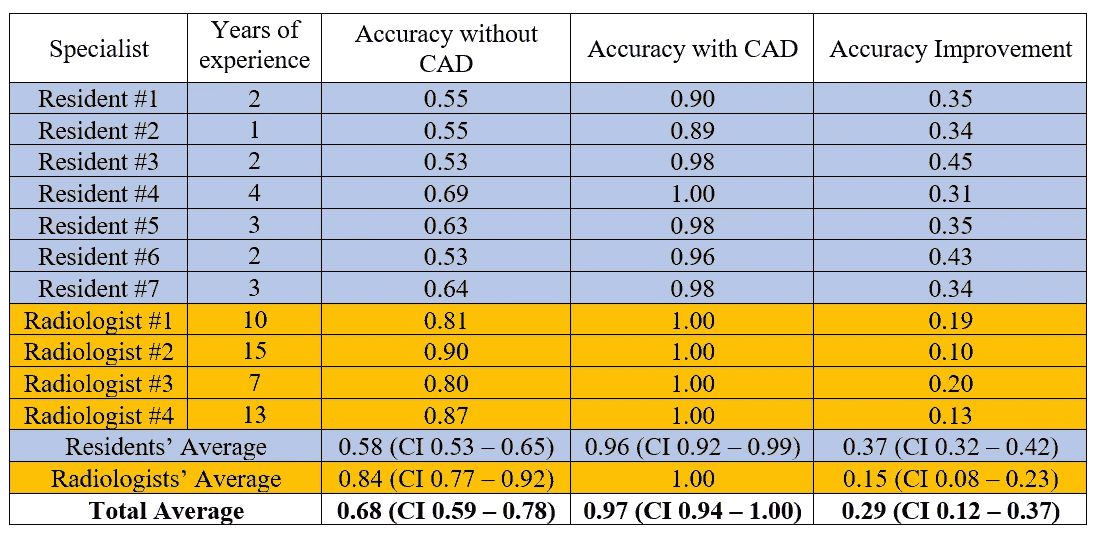 Specialist Years of experience Accuracy without CAD Accuracy with CAD Accuracy Improvement
Resident #1 2 0.55 0.90 0.35
Resident #2 1 0.55 0.89 0.34
Resident #3 2 0.53 0.98 0.45
Resident #4 4 0.69 1.00 0.31
Resident #5 3 0.63 0.98 0.35
Resident #6 2 0.53 0.96 0.43
Resident #7 3 0.64 0.98 0.34
Radiologist #1 10 0.81 1.00 0.19
Radiologist #2 15 0.90 1.00 0.10
Radiologist #3 7 0.80 1.00 0.20
Radiologist #4 13 0.87 1.00 0.13
Residents’ Average 0.58 (CI 0.53 – 0.65) 0.96 (CI 0.92 – 0.99) 0.37 (CI 0.32 – 0.42)
Radiologists’ Average 0.84 (CI 0.77 – 0.92) 1.00 0.15 (CI 0.08 – 0.23)
Total Average 0.68 (CI 0.59 – 0.78) 0.97 (CI 0.94 – 1.00) 0.29 (CI 0.12 – 0.37)